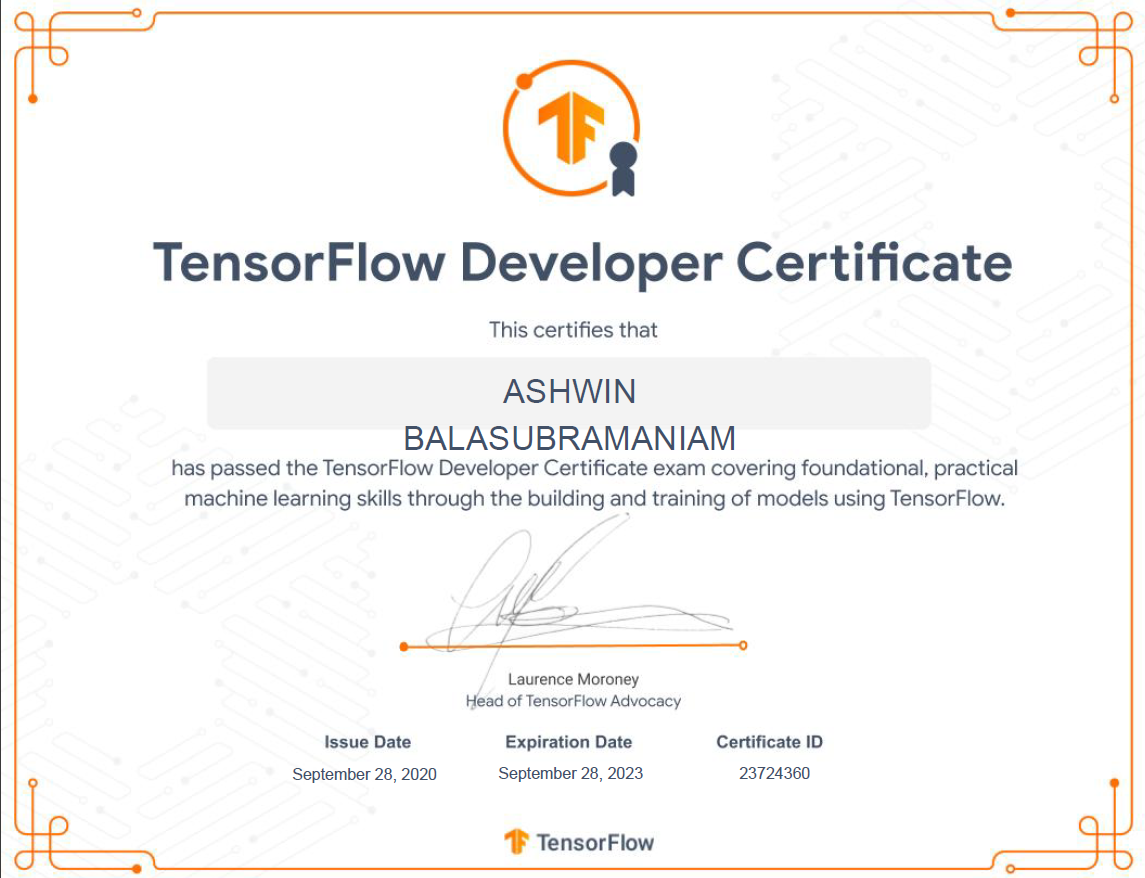 TensorFlow Developer Certificate
This certifies that
ASHWIN
BALASUBRAMANIAM
has passed the TensorFlow Developer Certificate exam covering foundational, practical
machine learning skills through the building and training of models using TensorFlow.
Laurence Moroney
Head of TensorFlow Advocacy
Issue Date Expiration Date Certificate ID
September 28, 2020 September 28, 2023 23724360
TensorFlow